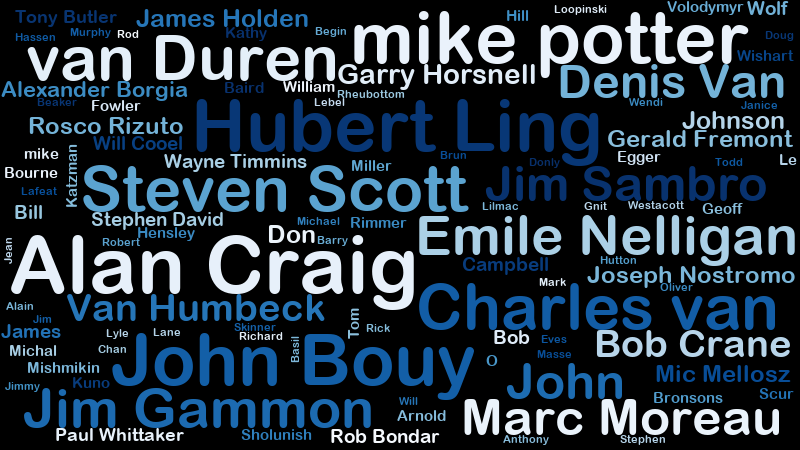 Tony Butler
James Holden
Hill
Loopinski
Volodymyr
Wolf
Hassen
Murphy
Rod
Kathy
Begin
mike potter
Doug
van Duren
Wishart
Garry Horsnell
Denis Van
Alexander Borgia
Baird
William
Rheubottom
Beaker
Fowler
Lebel
Wendi
Janice
Rosco Rizuto
Hubert Ling
Johnson
Will Cooel
Gerald Fremont
mike
Katzman
Wayne Timmins
Miller
Brun
Donly
Egger
Todd
Le
Bourne
Steven Scott
Jim Sambro
Lafeat
Bill
Stephen David
Michael
Rimmer
Lilmac
Gnit
Westacott
Geoff
Hensley
Don
Barry
Emile Nelligan
Jean
Robert
Alan Craig
Campbell
Hutton
Joseph Nostromo
Mark
Oliver
Alain
Van Humbeck
Charles van
Jim
Tom
James
Lyle
Lane
Skinner
Richard
Rick
Basil
Bob
Eves
Bob Crane
Michal
Chan
John Bouy
O
Masse
Mishmikin
Kuno
John
Mic Mellosz
Jimmy
Jim Gammon
Will
Arnold
Bronsons
Scur
Marc Moreau
Paul Whittaker
Sholunish
Rob Bondar
Anthony
Stephen